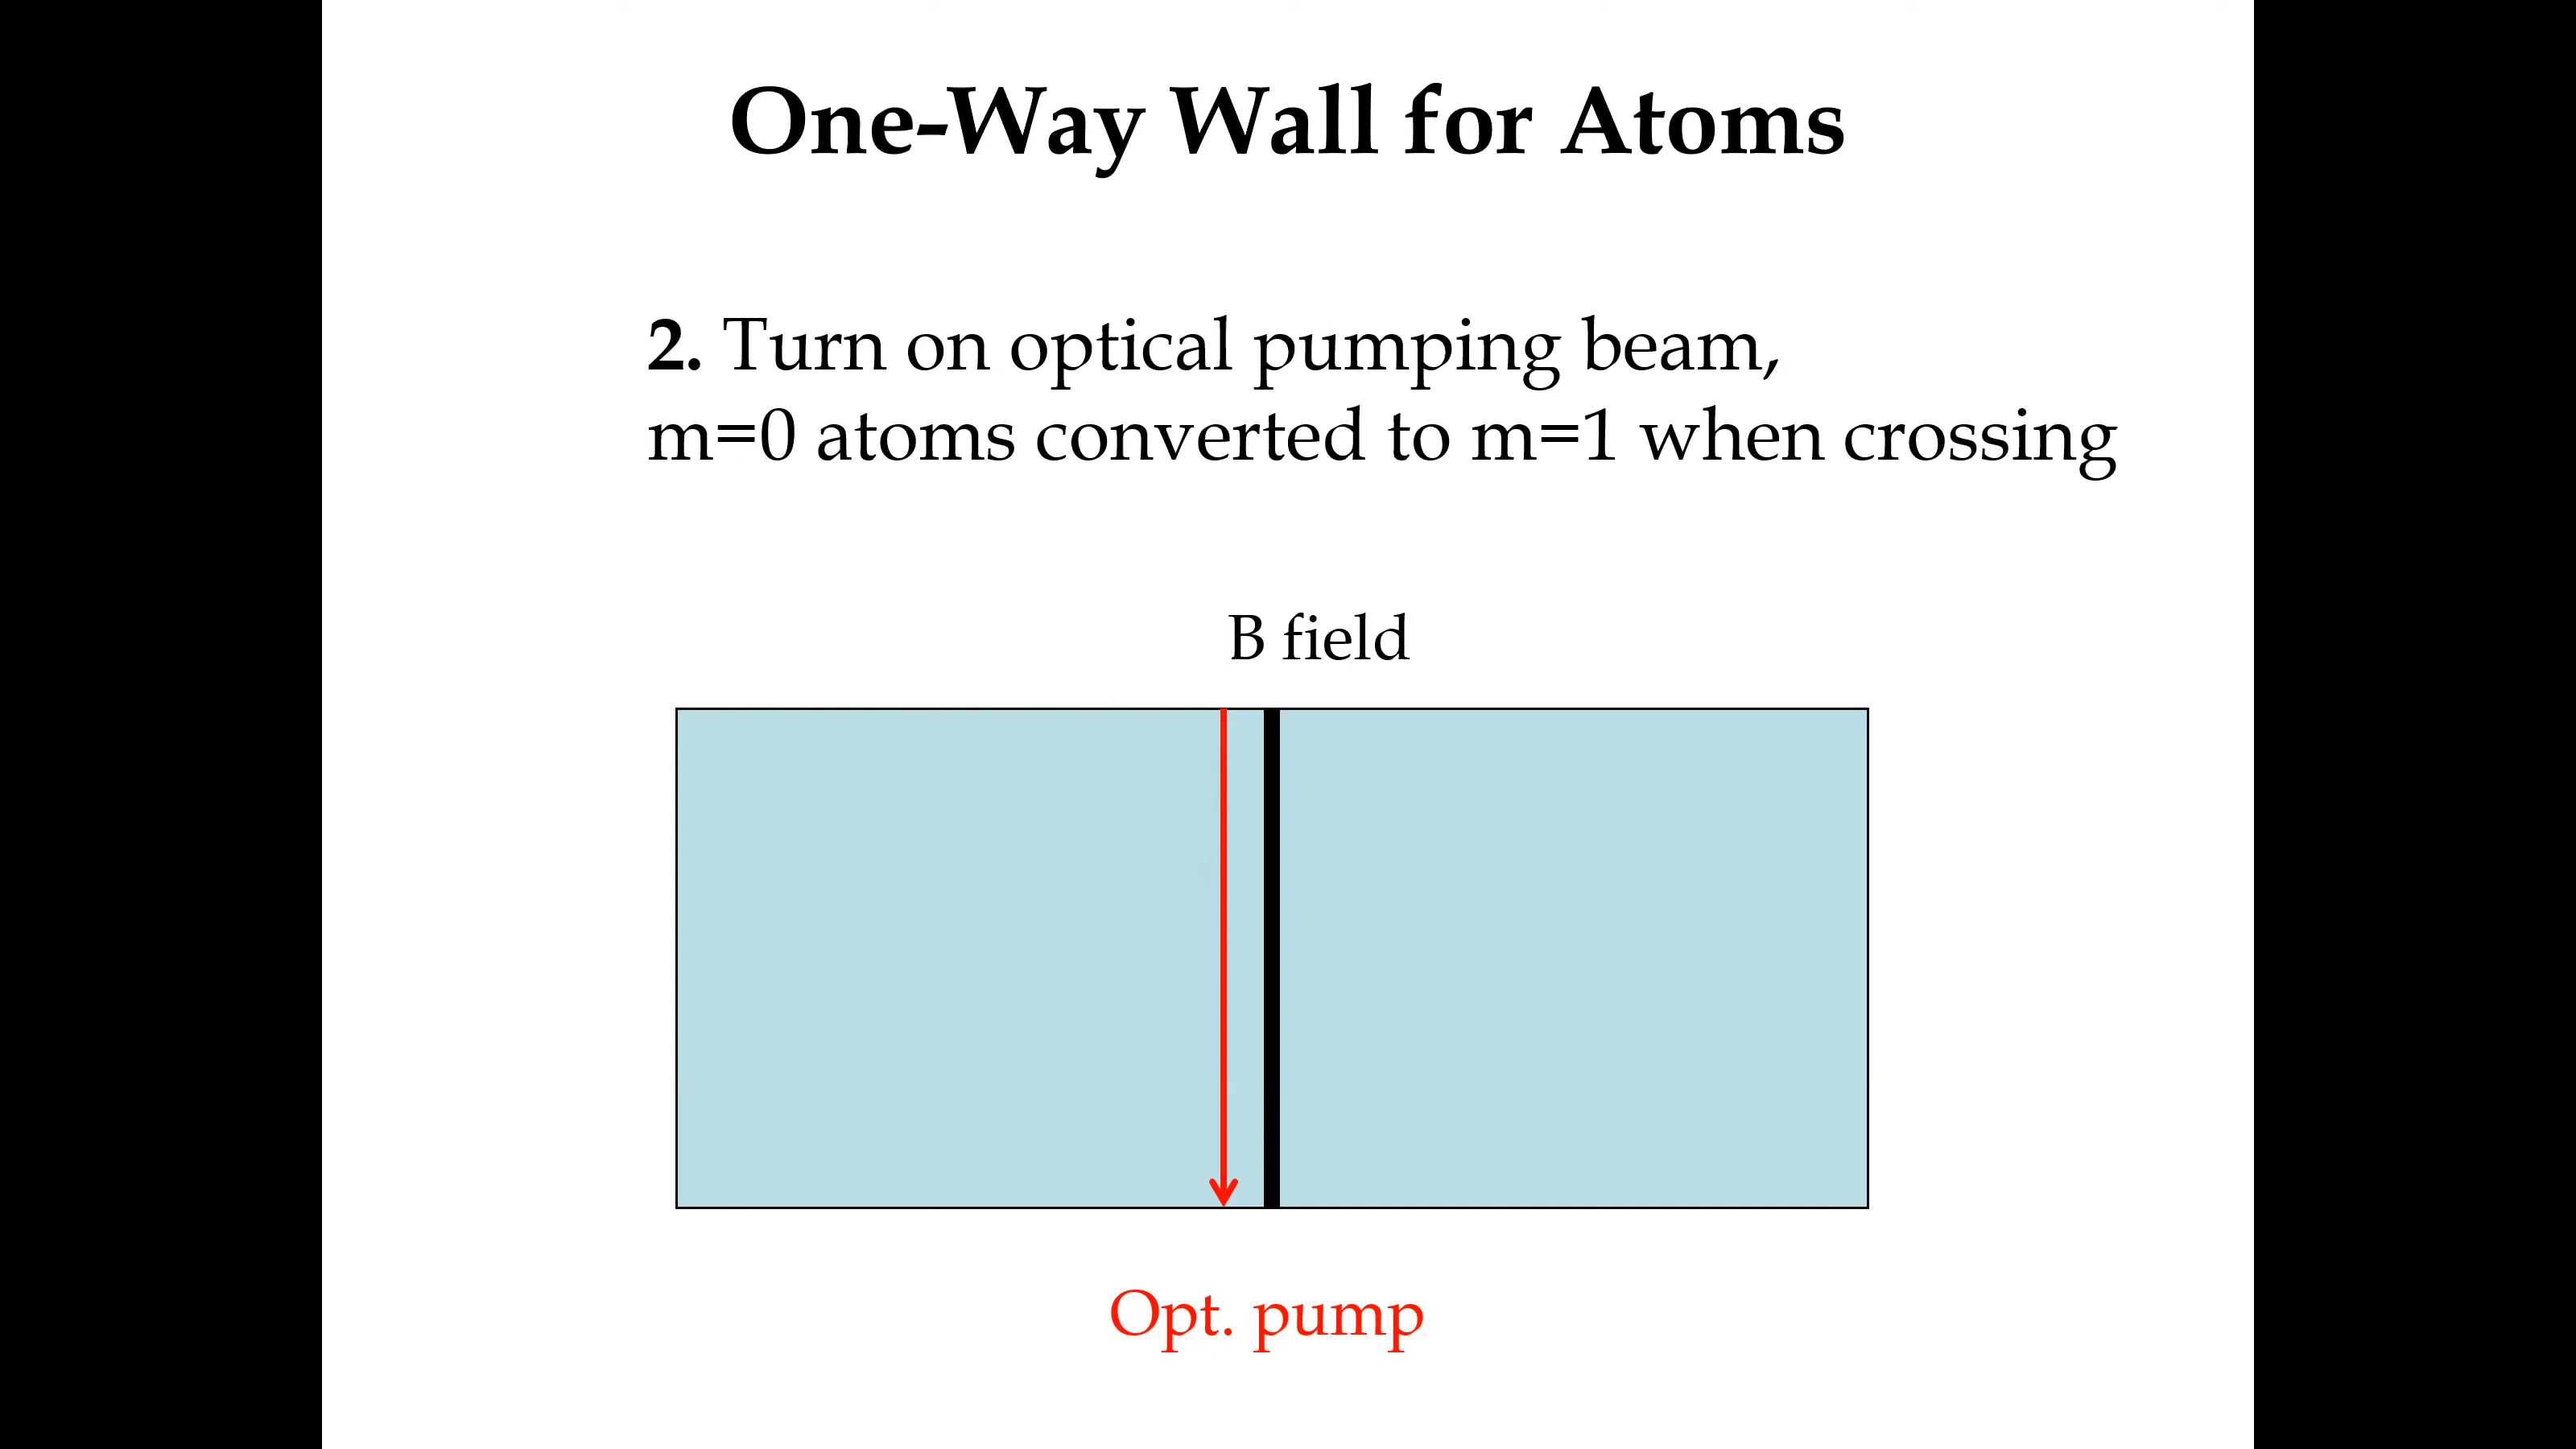 One-Way Wall for Atoms
2. Turn on optical pumping beam,
m=0 atoms converted to m=1 when crossing
B field
Opt. pump